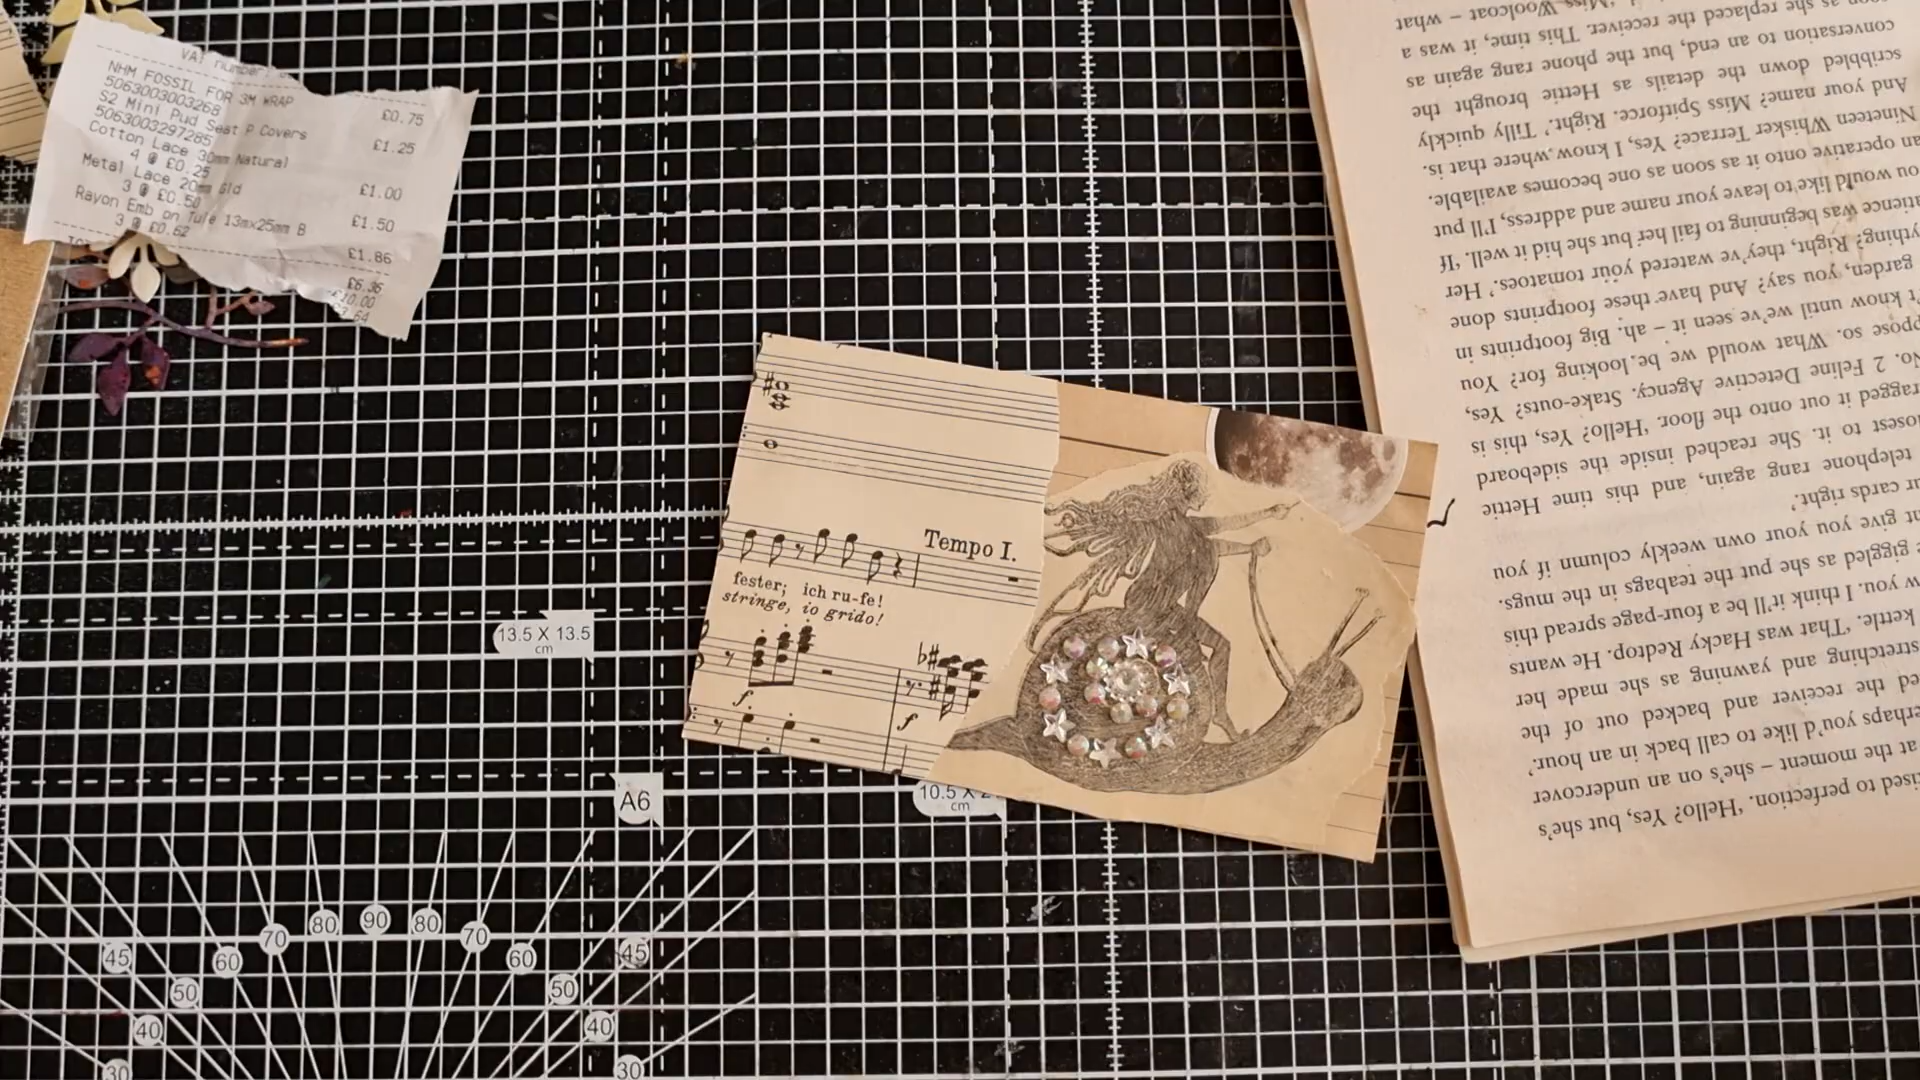 NHM FOSSIL FOR 3M WRAP £0.75
5063003003268
S2 Mini Pud Seat P Covers £1.25
5063003297285
Cotton Lace 30mm Natural
4 @ £0.25 £1.00
Metal Lace 20mm Gld
3 @ £0.50 £1.50
Rayon Emb on Tule 13mx25mm B
3 @ £0.62 £1.86
£6.36
Tempo I.
fester; ich ru-fe!
stringe, io grido!
f
f
13.5 X 13.5
cm
A6
10.5 X 2
cm
45 50 60 70 80 90 80 70 60 50 45
40 40
30 30
Miss Woolcoat – what
as she replaced the receiver. This time, it was a
conversation to an end, but the phone rang again as
scribbled down the details as Hettie brought the
And your name? Miss Spitforce. Right.’ Tilly quickly
Nineteen Whisker Terrace? Yes, I know where that is.
an operative onto it as soon as one becomes available.
you would like to leave your name and address, I'll put
was beginning to fail her but she hid it well. ‘If
Right, they've watered your tomatoes.’ Her
garden, you say? And have these footprints done
know until we've seen it – ah. Big footprints in
so. What would we be looking for? You
No. 2 Feline Detective Agency. Stake-outs? Yes,
dragged it out onto the floor. ‘Hello? Yes, this is
closest to it. She reached inside the sideboard
telephone rang again, and this time Hettie
cards right.’
give you your own weekly column if you
giggled as she put the teabags in the mugs.
you. I think it'll be a four-page spread this
kettle. ‘That was Hacky Redtop. He wants
stretching and yawning as she made her
the receiver and backed out of the
you'd like to call back in an hour.’
at the moment – she's on an undercover
to perfection. ‘Hello? Yes, but she's